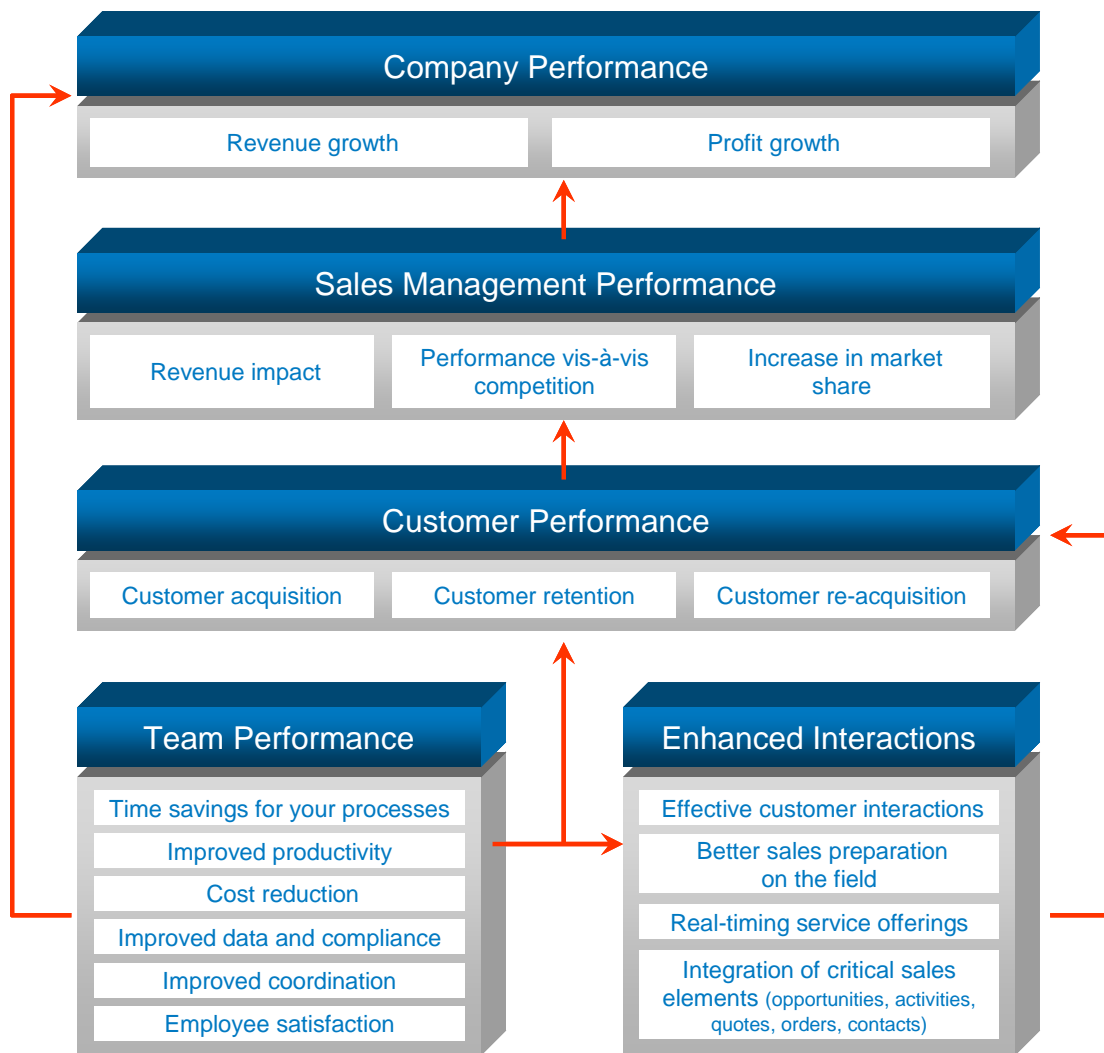 Company Performance
Revenue growth
Profit growth
Sales Management Performance
Revenue impact
Performance vis-à-vis
competition
Increase in market
share
Customer Performance
Customer acquisition
Customer retention
Customer re-acquisition
Team Performance
Time savings for your processes
Improved productivity
Cost reduction
Improved data and compliance
Improved coordination
Employee satisfaction
Enhanced Interactions
Effective customer interactions
Better sales preparation
on the field
Real-timing service offerings
Integration of critical sales
elements (opportunities, activities,
quotes, orders, contacts)